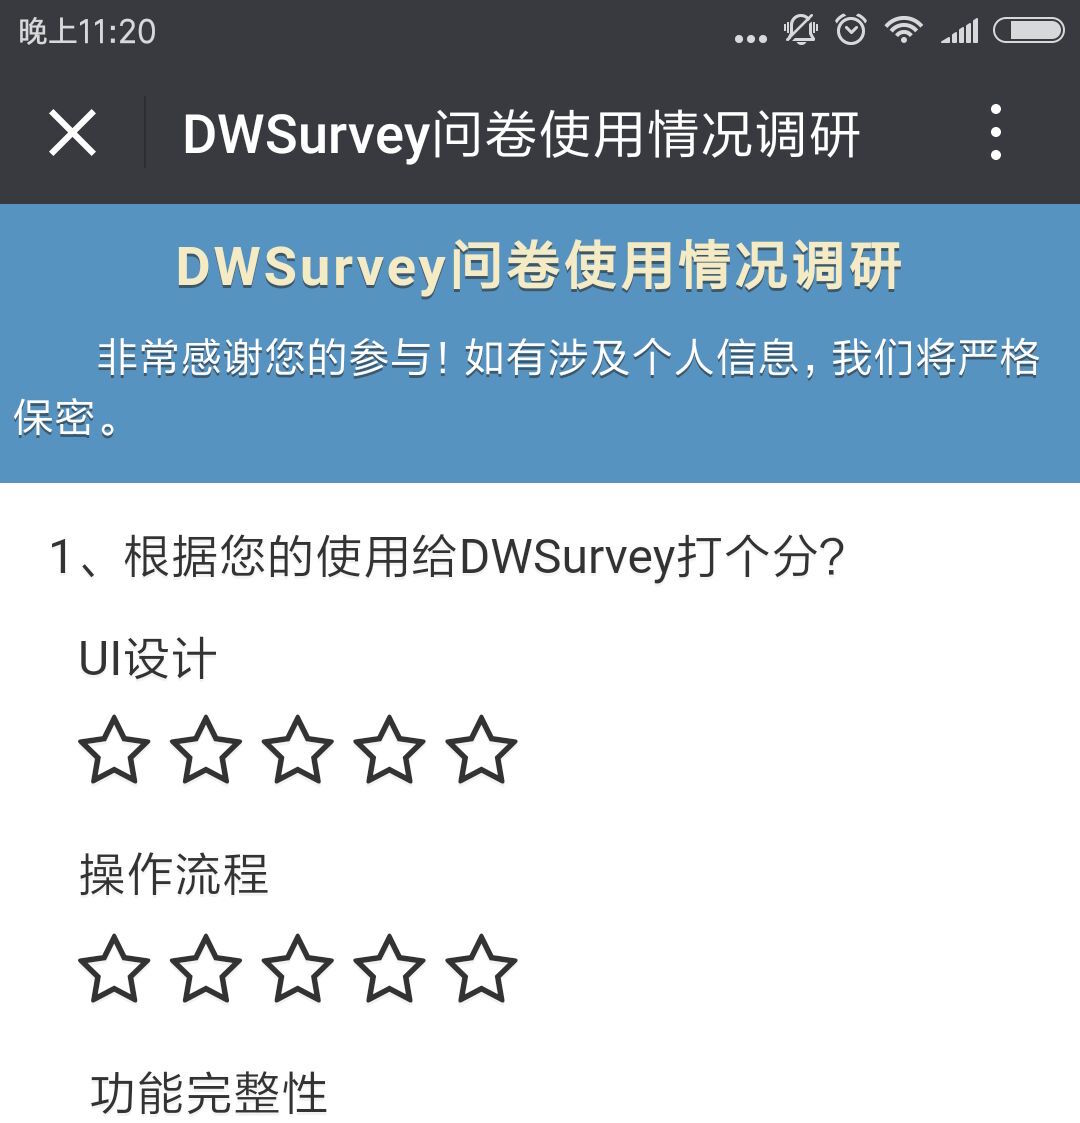 晚上11:20
DWSurvey问卷使用情况调研
DWSurvey问卷使用情况调研
非常感谢您的参与！如有涉及个人信息，我们将严格
保密。
1、根据您的使用给DWSurvey打个分?
UI设计
操作流程
功能完整性